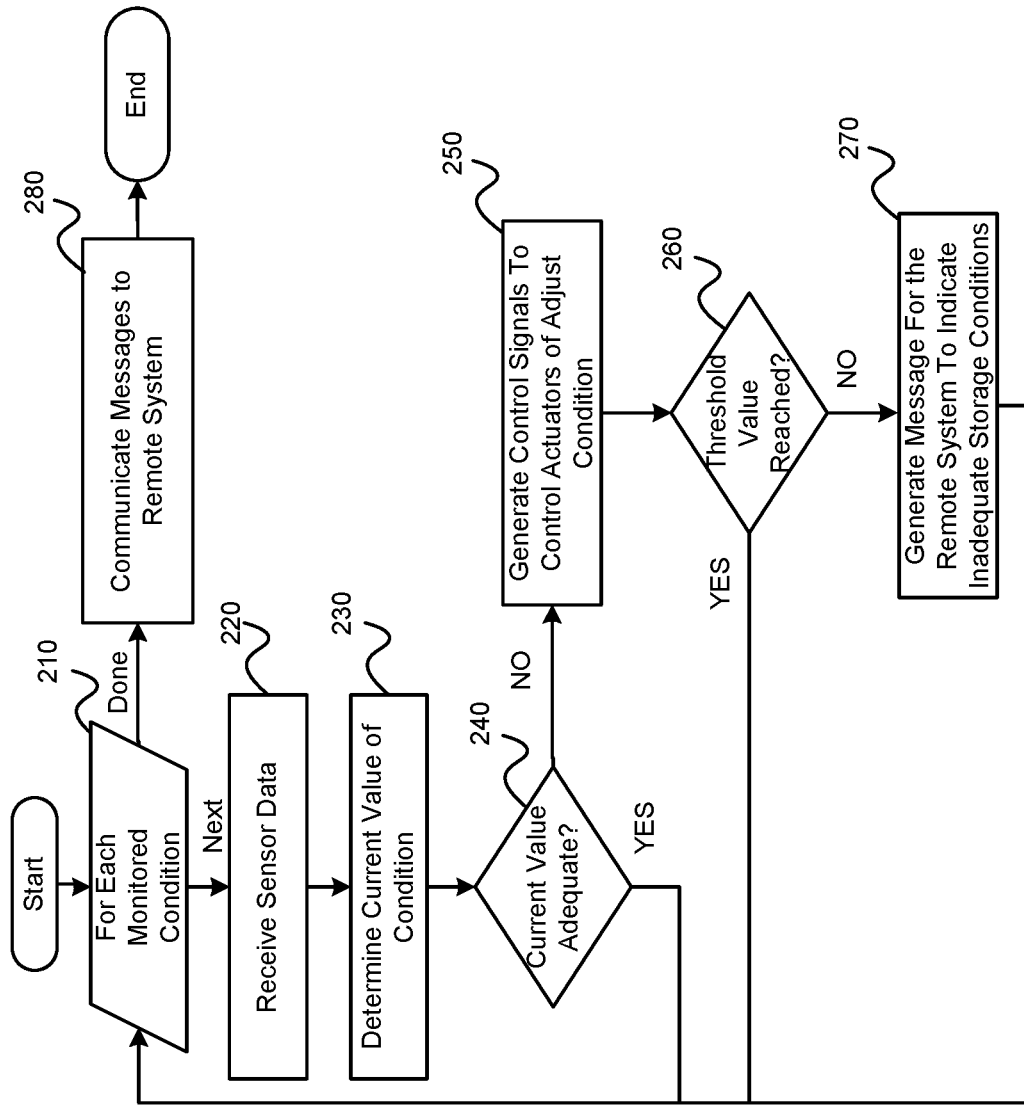 Start
210
For Each
Monitored
Condition
Done
280
Communicate Messages to
Remote System
End
Next
220
Receive Sensor Data
230
Determine Current Value of
Condition
240
Current Value
Adequate?
NO
YES
250
Generate Control Signals To
Control Actuators of Adjust
Condition
260
Threshold
Value
Reached?
YES
NO
270
Generate Message For the
Remote System To Indicate
Inadequate Storage Conditions